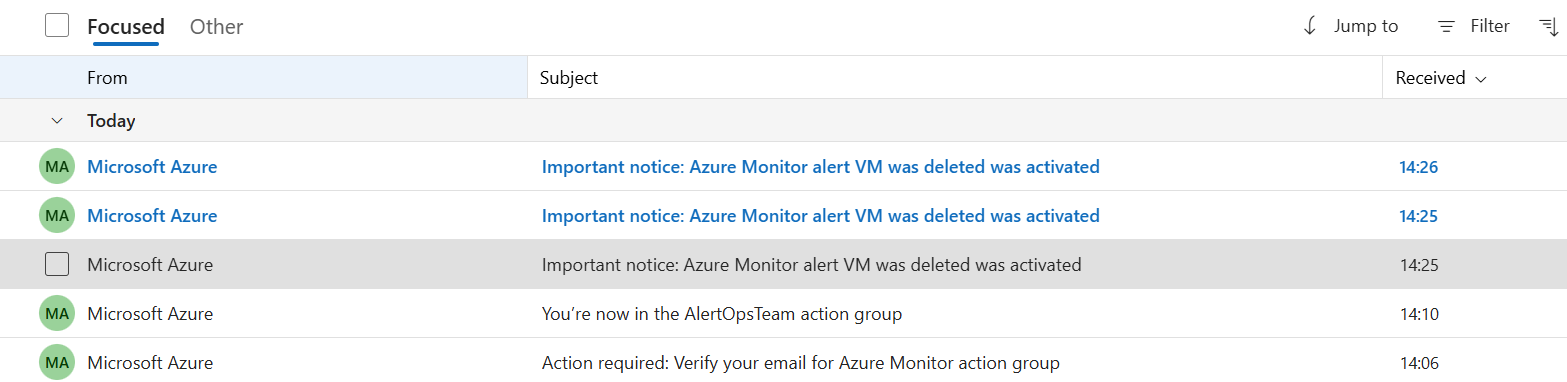 Focused Other Jump to Filter
From Subject Received
Today
MA Microsoft Azure Important notice: Azure Monitor alert VM was deleted was activated 14:26
MA Microsoft Azure Important notice: Azure Monitor alert VM was deleted was activated 14:25
Microsoft Azure Important notice: Azure Monitor alert VM was deleted was activated 14:25
MA Microsoft Azure You’re now in the AlertOpsTeam action group 14:10
MA Microsoft Azure Action required: Verify your email for Azure Monitor action group 14:06